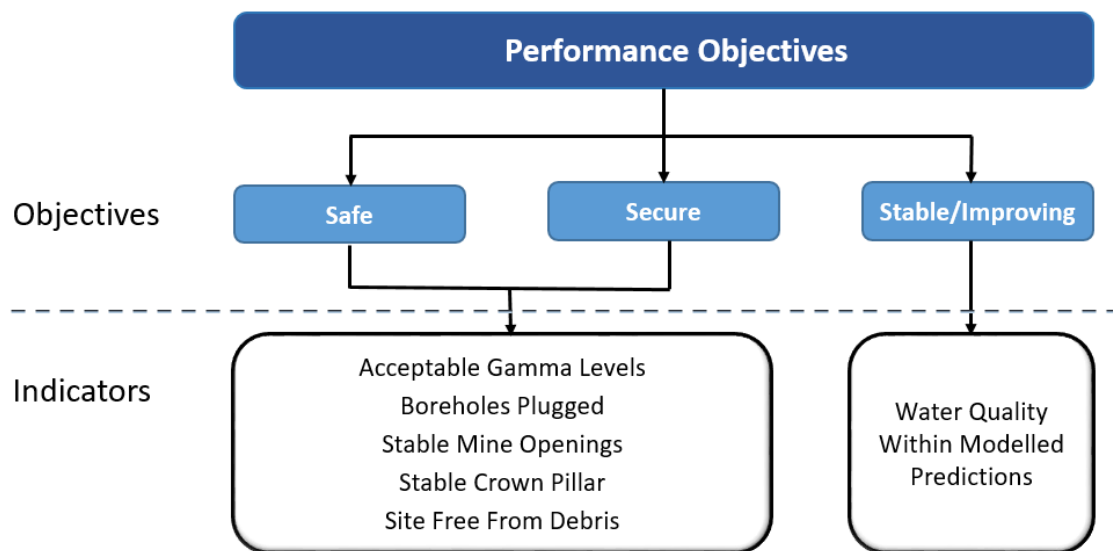 Performance Objectives
Objectives
Safe
Secure
Stable/Improving
Indicators
Acceptable Gamma Levels
Boreholes Plugged
Stable Mine Openings
Stable Crown Pillar
Site Free From Debris
Water Quality
Within Modelled
Predictions